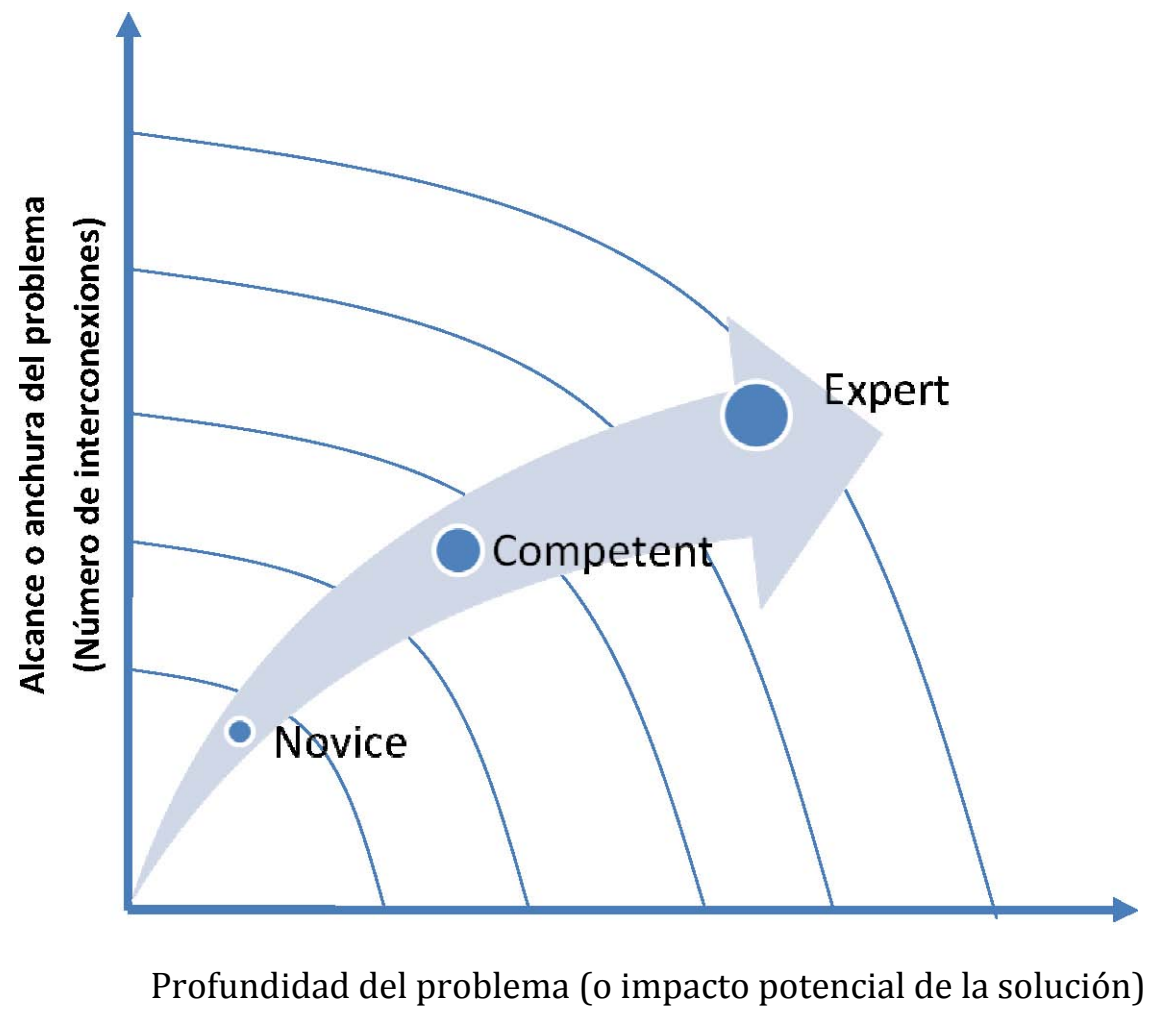 Alcance o anchura del problema
(Número de interconexiones)
Expert
Competent
Novice
Profundidad del problema (o impacto potencial de la solución)